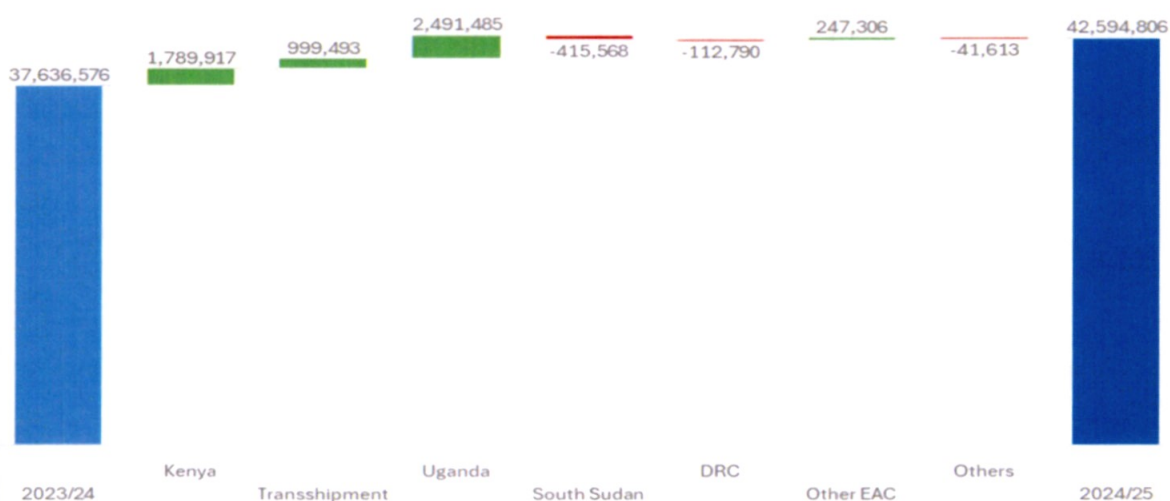 2,491,485
247,306
42,594,806
999,493
1,789,917
-415,568
-112,790
-41,613
37,636,576
Kenya
Uganda
DRC
Others
2023/24
Transshipment
South Sudan
Other EAC
2024/25